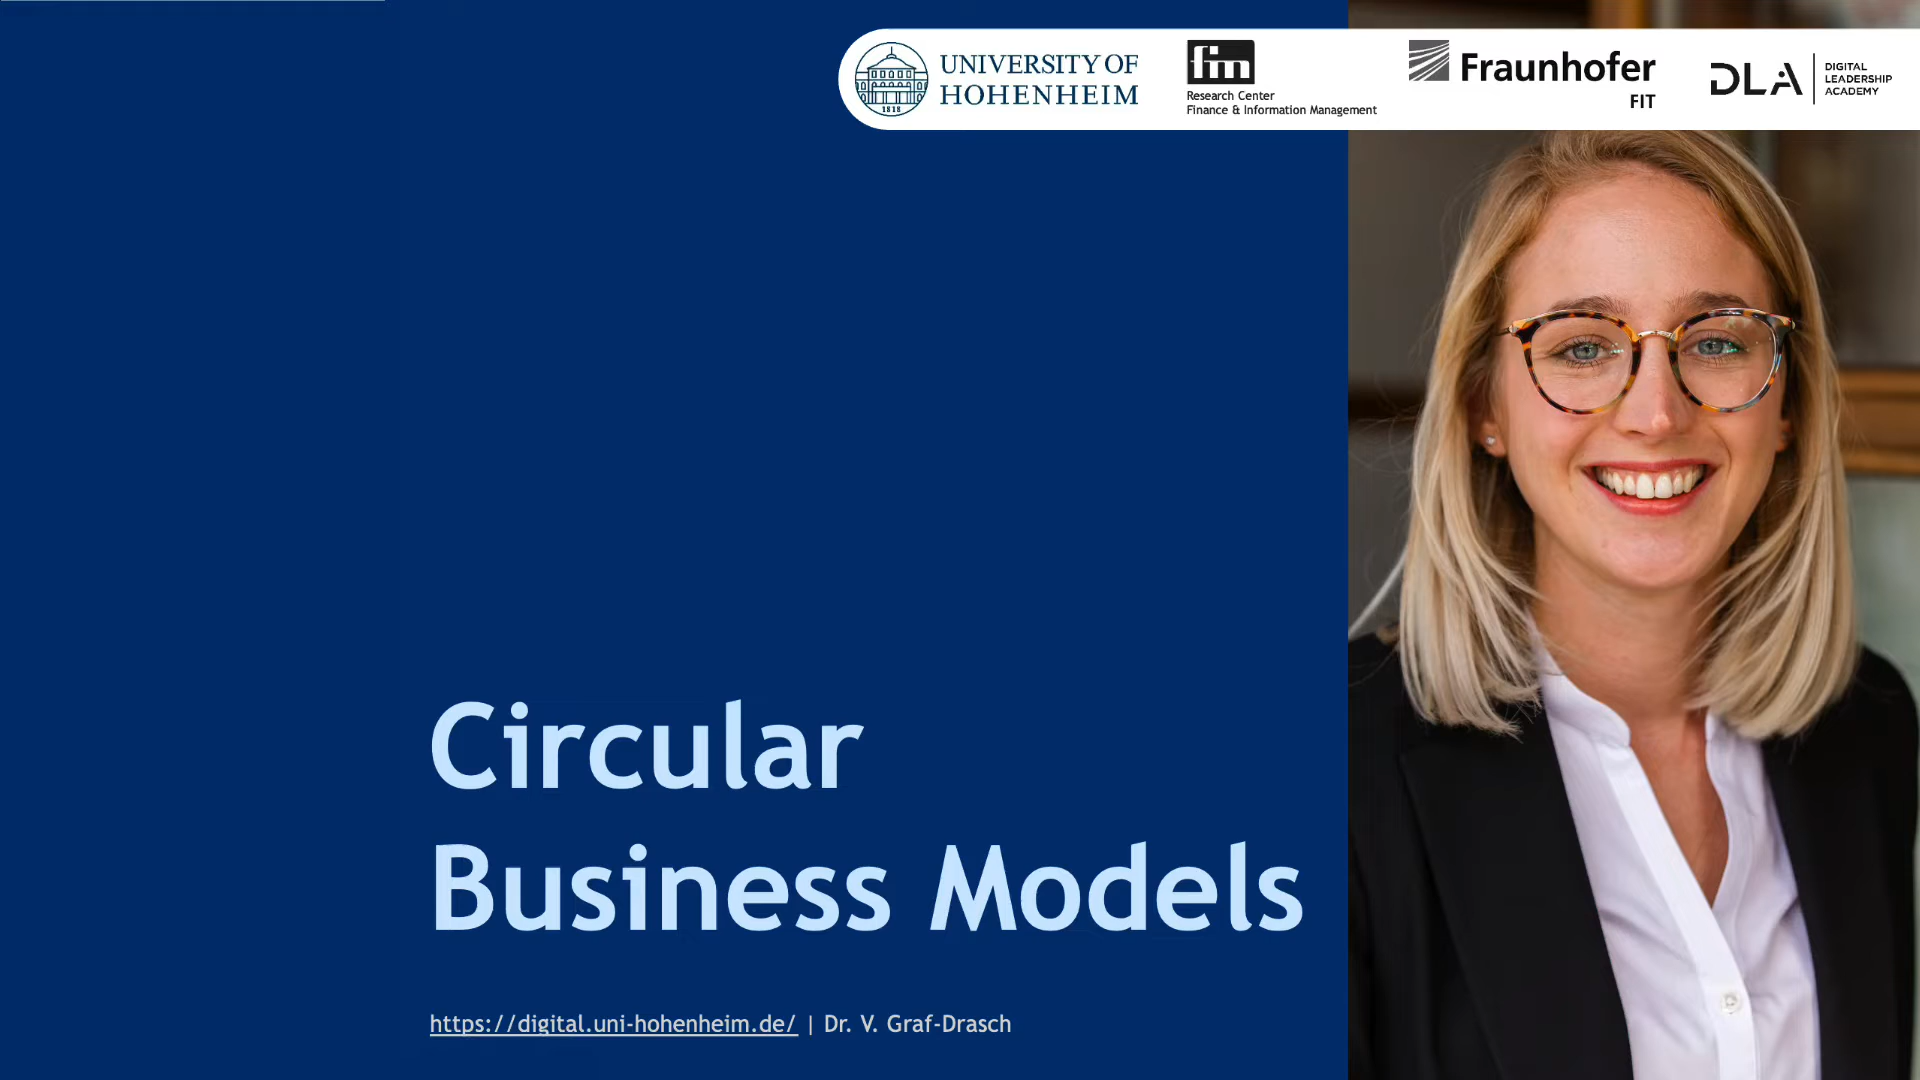 UNIVERSITY OF
HOHENHEIM
1818
fim
Research Center
Finance & Information Management
Fraunhofer
FIT
DLA
DIGITAL
LEADERSHIP
ACADEMY
Circular
Business Models
https://digital.uni-hohenheim.de/ | Dr. V. Graf-Drasch